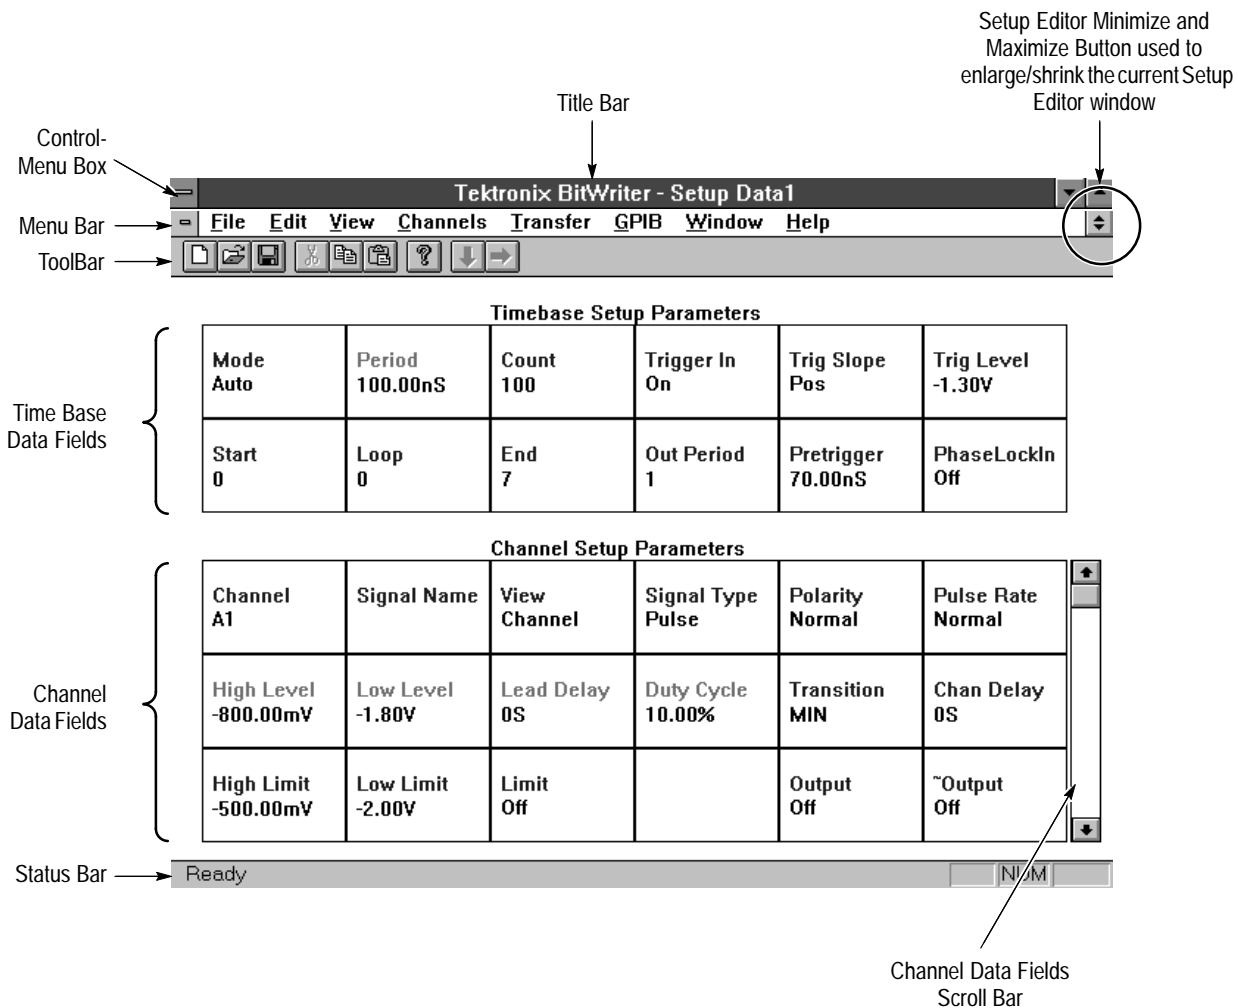 Setup Editor Minimize and
Maximize Button used to
enlarge/shrink the current Setup
Editor window
Title Bar
Control-
Menu Box
Tektronix BitWriter - Setup Data1
Menu Bar
File Edit View Channels Transfer GPIB Window Help
ToolBar
Timebase Setup Parameters
Mode Period Count Trigger In Trig Slope Trig Level
Auto 100.00nS 100 On Pos -1.30V
Time Base
Data Fields
Start Loop End Out Period Pretrigger PhaseLockIn
0 0 7 1 70.00nS Off
Channel Setup Parameters
Channel Signal Name View Signal Type Polarity Pulse Rate
A1 Channel Pulse Normal Normal
Channel
Data Fields
High Level Low Level Lead Delay Duty Cycle Transition Chan Delay
-800.00mV -1.80V 0S 10.00% MIN 0S
High Limit Low Limit Limit Output ~Output
-500.00mV -2.00V Off Off Off
Status Bar
Ready NUM
Channel Data Fields
Scroll Bar